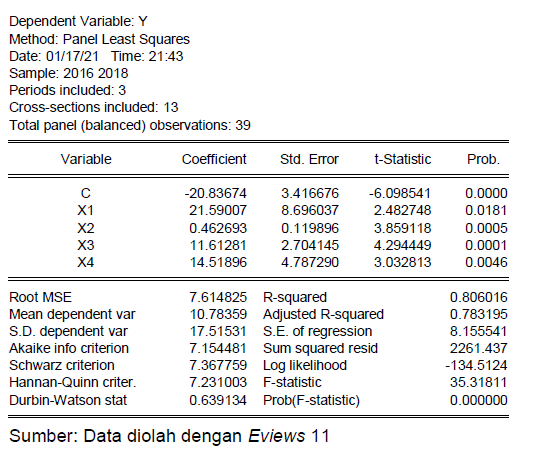 Dependent Variable: Y
Method: Panel Least Squares
Date: 01/17/21 Time: 21:43
Sample: 2016 2018
Periods included: 3
Cross-sections included: 13
Total panel (balanced) observations: 39
Variable Coefficient Std. Error t-Statistic Prob.
C -20.83674 3.416676 -6.098541 0.0000
X1 21.59007 8.696037 2.482748 0.0181
X2 0.462693 0.119896 3.859118 0.0005
X3 11.61281 2.704145 4.294449 0.0001
X4 14.51896 4.787290 3.032813 0.0046
Root MSE 7.614825 R-squared 0.806016
Mean dependent var 10.78359 Adjusted R-squared 0.783195
S.D. dependent var 17.51531 S.E. of regression 8.155541
Akaike info criterion 7.154481 Sum squared resid 2261.437
Schwarz criterion 7.367759 Log likelihood -134.5124
Hannan-Quinn criter. 7.231003 F-statistic 35.31811
Durbin-Watson stat 0.639134 Prob(F-statistic) 0.000000
Sumber: Data diolah dengan Eviews 11